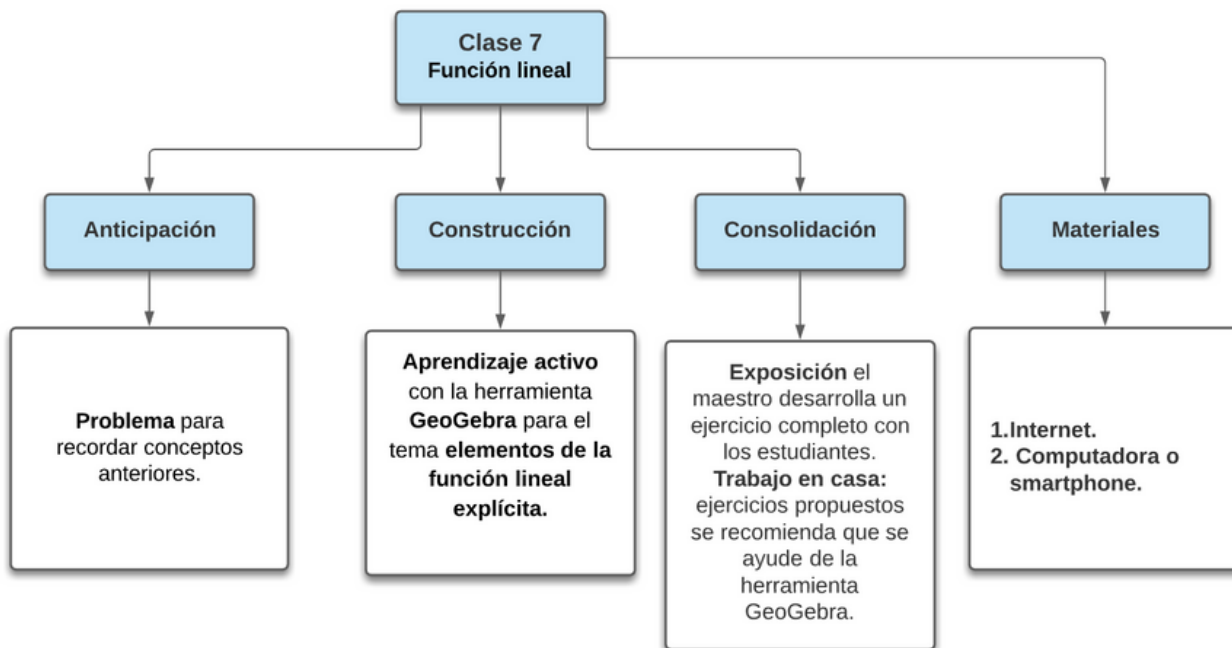 Clase 7
Función lineal
Anticipación
Construcción
Consolidación
Materiales
Problema para
recordar conceptos
anteriores.
Aprendizaje activo
con la herramienta
GeoGebra para el
tema elementos de la
función lineal
explícita.
Exposición el
maestro desarrolla un
ejercicio completo con
los estudiantes.
Trabajo en casa:
ejercicios propuestos
se recomienda que se
ayude de la
herramienta
GeoGebra.
1.Internet.
2. Computadora o
smartphone.